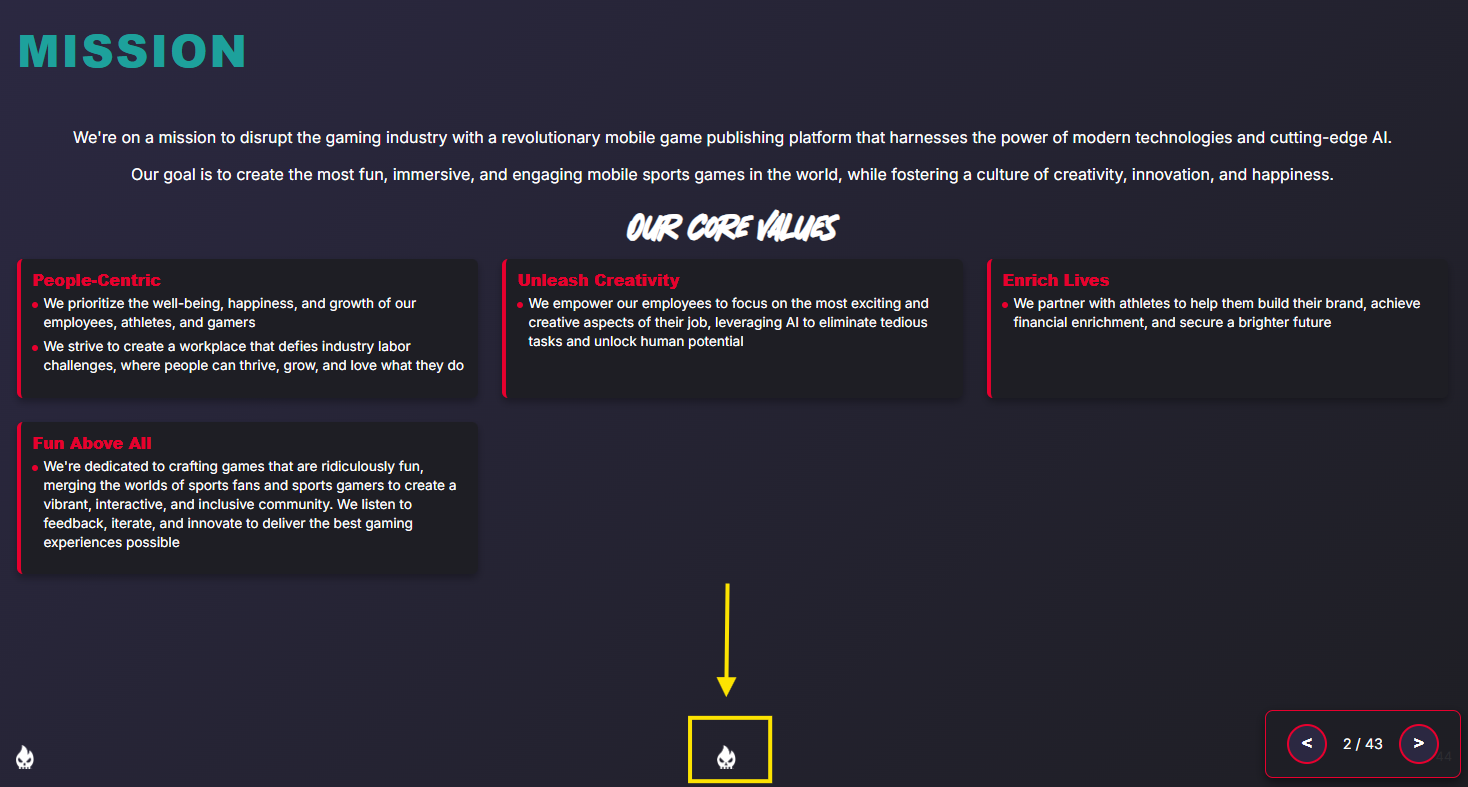 MISSION
We're on a mission to disrupt the gaming industry with a revolutionary mobile game publishing platform that harnesses the power of modern technologies and cutting-edge AI.
Our goal is to create the most fun, immersive, and engaging mobile sports games in the world, while fostering a culture of creativity, innovation, and happiness.
OUR CORE VALUES
People-Centric
We prioritize the well-being, happiness, and growth of our
employees, athletes, and gamers
We strive to create a workplace that defies industry labor
challenges, where people can thrive, grow, and love what they do
Unleash Creativity
We empower our employees to focus on the most exciting and
creative aspects of their job, leveraging AI to eliminate tedious
tasks and unlock human potential
Enrich Lives
We partner with athletes to help them build their brand, achieve
financial enrichment, and secure a brighter future
Fun Above All
We're dedicated to crafting games that are ridiculously fun,
merging the worlds of sports fans and sports gamers to create a
vibrant, interactive, and inclusive community. We listen to
feedback, iterate, and innovate to deliver the best gaming
experiences possible
< 2 / 43 >
44